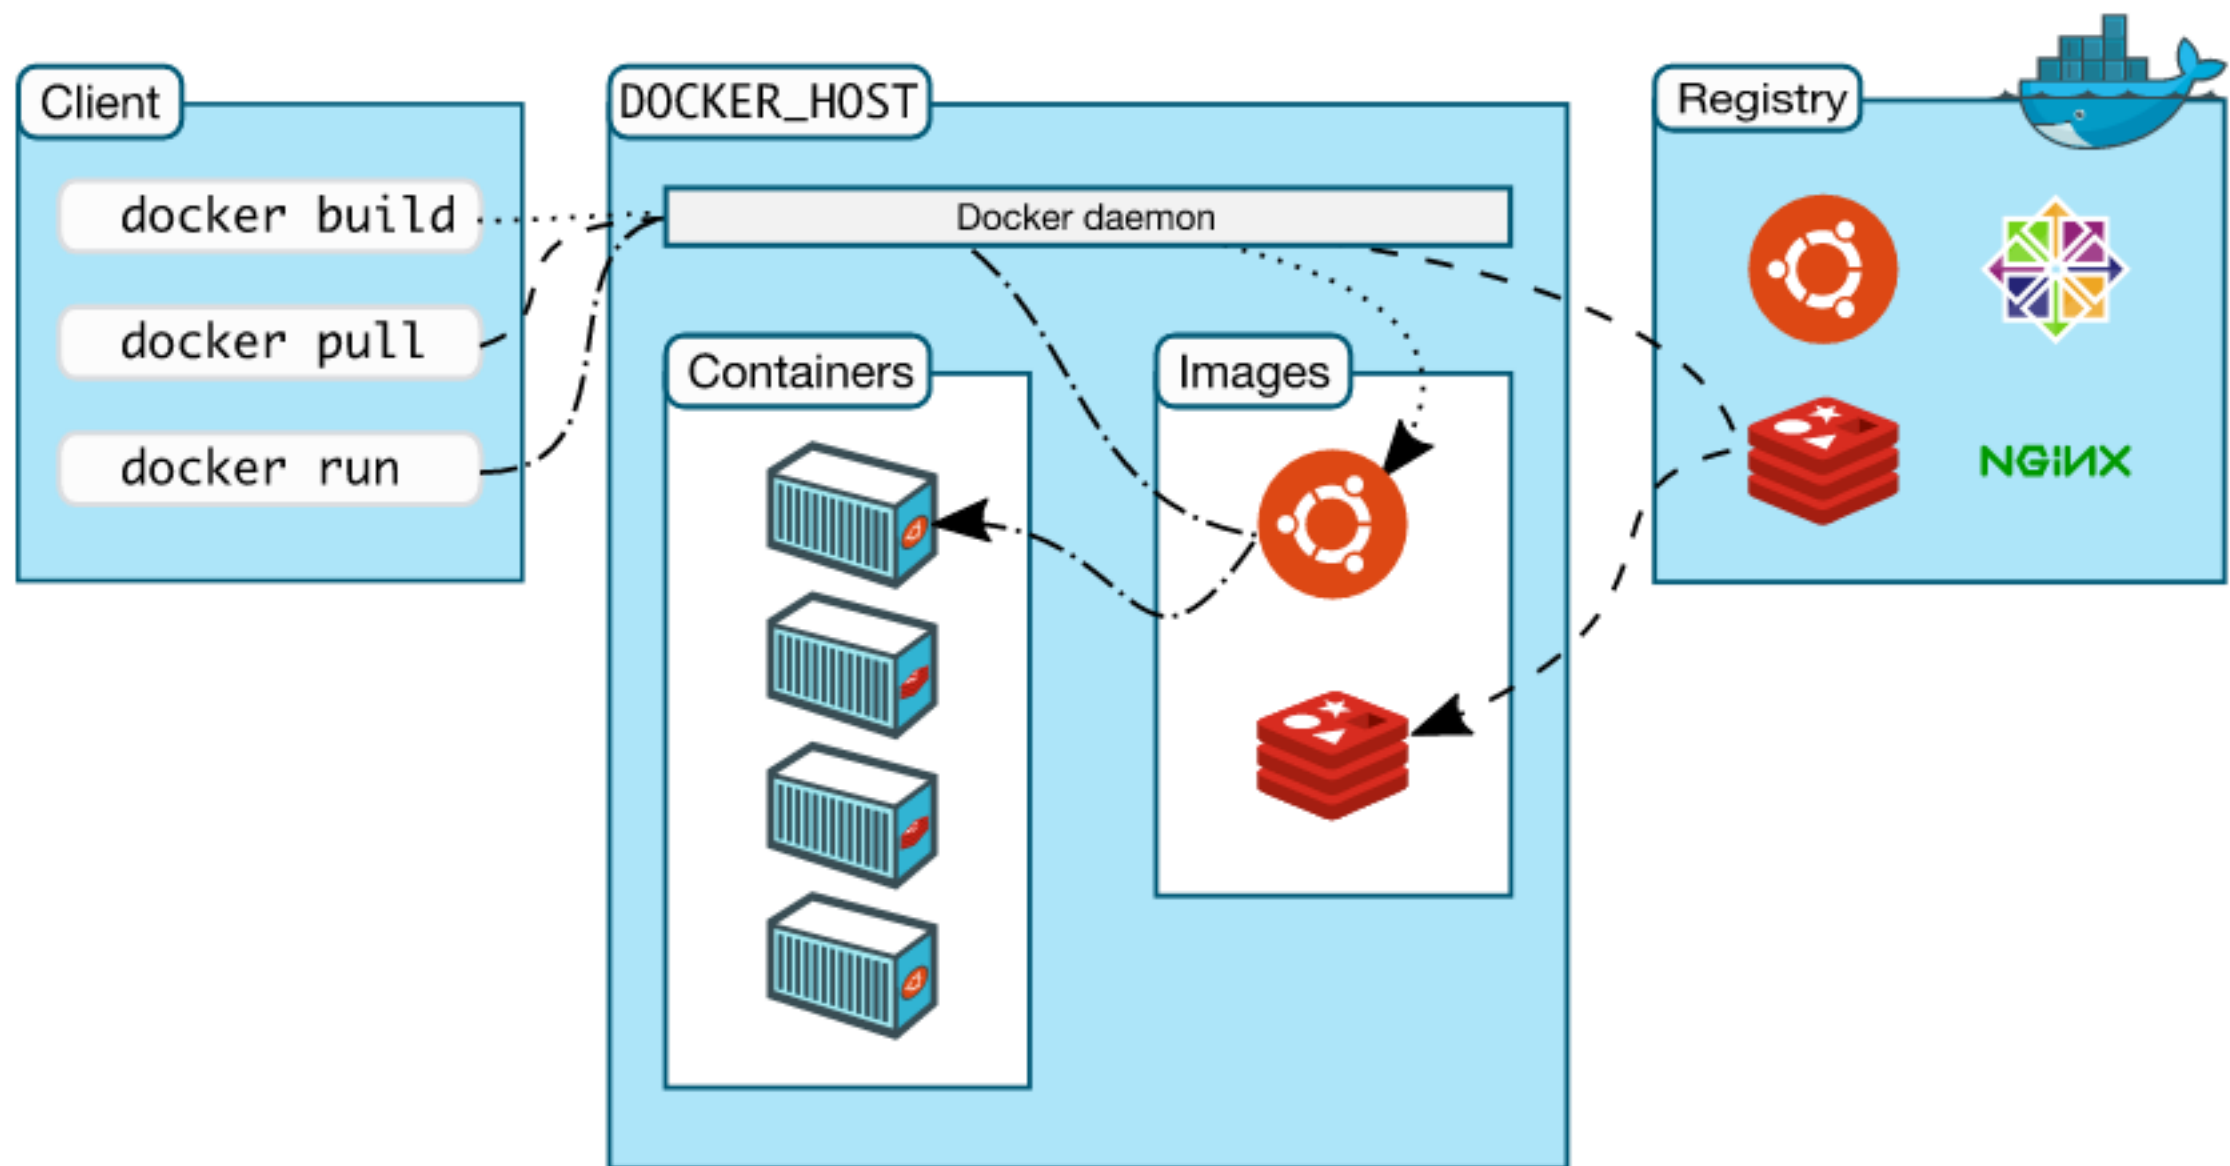 Client
docker build
docker pull
docker run
DOCKER_HOST
Docker daemon
Containers
Images
Registry
NGiNX